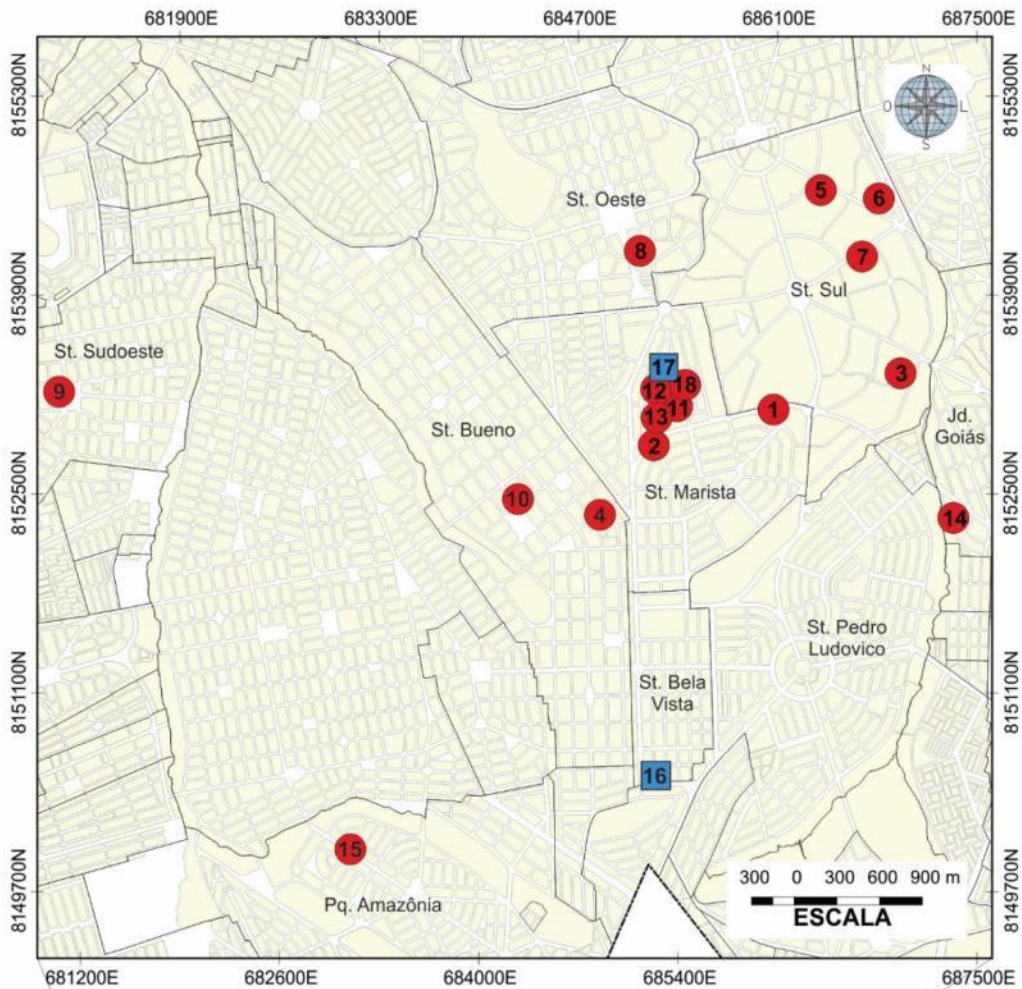 681900E 683300E 684700E 686100E 687500E
8155300N
8155300N
N
O L
S
5
6
St. Oeste
8
7
8153900N
St. Sul
8153900N
St. Sudoeste
17
3
9
12 18
11
1
13
Jd.
Goiás
St. Bueno
2
8152500N
10
St. Marista
8152500N
4
14
St. Pedro
Ludovico
8151100N
St. Bela
Vista
8151100N
16
15
8149700N
300 0 300 600 900 m
ESCALA
8149700N
Pq. Amazônia
681200E 682600E 684000E 685400E 687500E